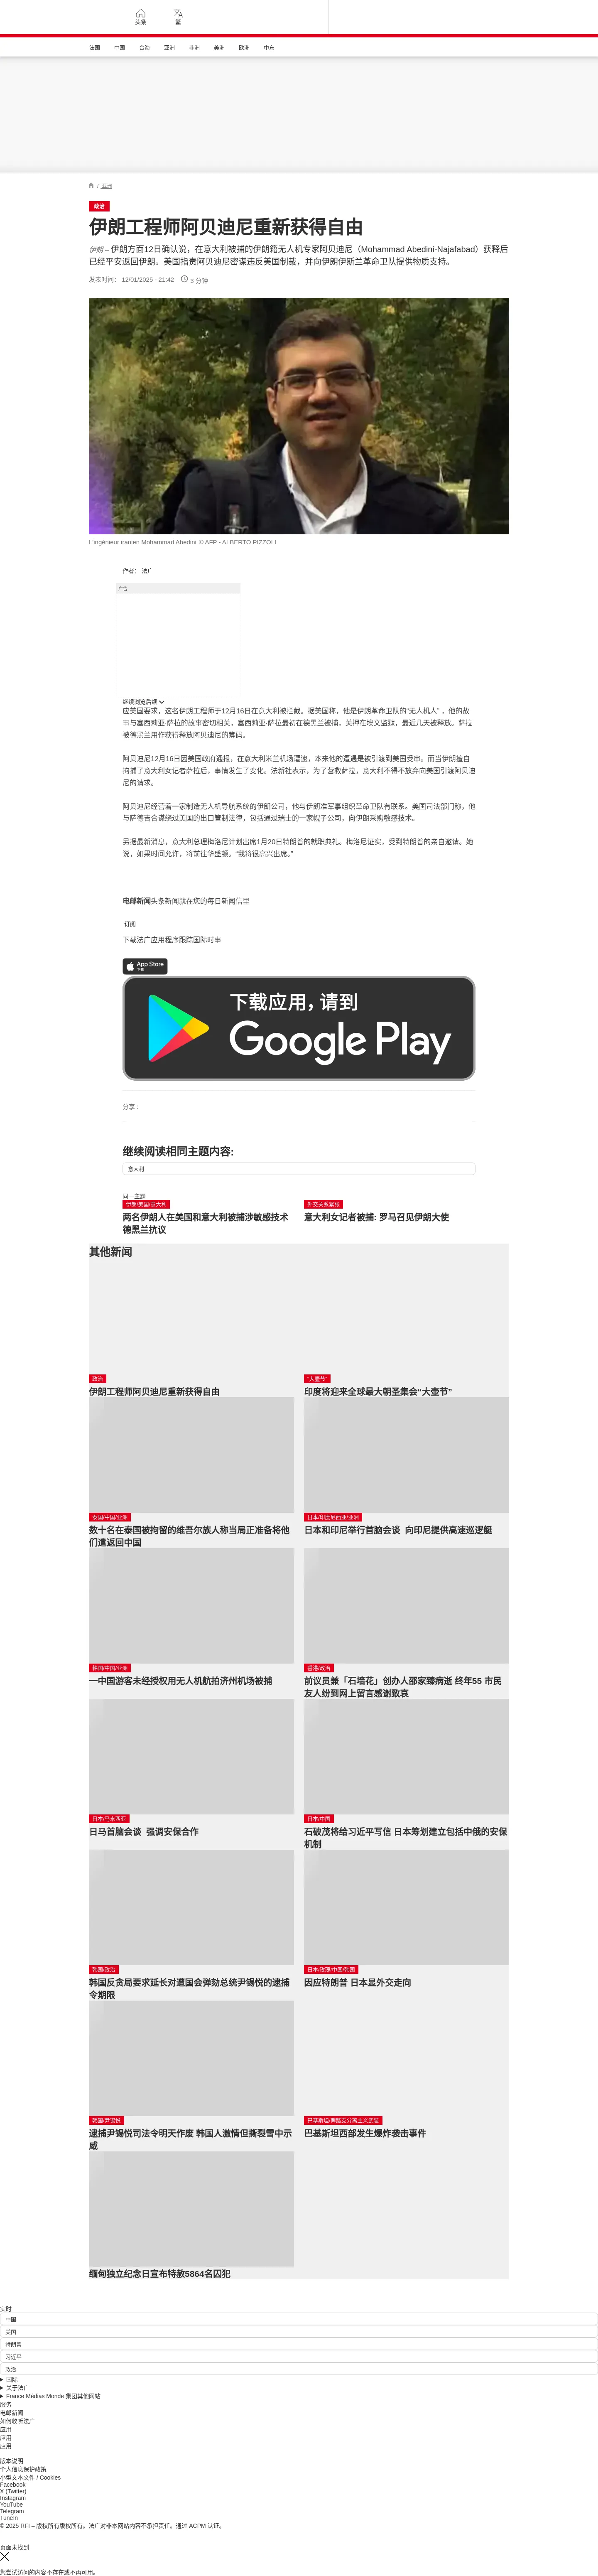 头条
繁
法国
中国
台海
亚洲
非洲
美洲
欧洲
中东
/ 亚洲
政治
伊朗工程师阿贝迪尼重新获得自由
伊朗 – 伊朗方面12日确认说，在意大利被捕的伊朗籍无人机专家阿贝迪尼（Mohammad Abedini-Najafabad）获释后
已经平安返回伊朗。美国指责阿贝迪尼密谋违反美国制裁，并向伊朗伊斯兰革命卫队提供物质支持。
发表时间： 12/01/2025 - 21:42 3 分钟
L'ingénieur iranien Mohammad Abedini © AFP - ALBERTO PIZZOLI
作者： 法广
广告
继续浏览后续
应美国要求，这名伊朗工程师于12月16日在意大利被拦截。据美国称，他是伊朗革命卫队的“无人机人”， 他的故
事与塞西莉亚·萨拉的故事密切相关，塞西莉亚·萨拉最初在德黑兰被捕，关押在埃文监狱，最近几天被释放。萨拉
被德黑兰用作获得释放阿贝迪尼的筹码。
阿贝迪尼12月16日因美国政府通报，在意大利米兰机场遭逮，本来他的遭遇是被引渡到美国受审。而当伊朗擅自
拘捕了意大利女记者萨拉后，事情发生了变化。法新社表示，为了营救萨拉，意大利不得不放弃向美国引渡阿贝迪
尼的请求。
阿贝迪尼经营着一家制造无人机导航系统的伊朗公司，他与伊朗准军事组织革命卫队有联系。美国司法部门称，他
与萨德吉合谋绕过美国的出口管制法律，包括通过瑞士的一家幌子公司，向伊朗采购敏感技术。
另据最新消息，意大利总理梅洛尼计划出席1月20日特朗普的就职典礼。梅洛尼证实，受到特朗普的亲自邀请。她
说，如果时间允许，将前往华盛顿。“我将很高兴出席。”
电邮新闻头条新闻就在您的每日新闻信里
订阅
下载法广应用程序跟踪国际时事
App Store
下载
下载应用，请到
Google Play
分享 :
继续阅读相同主题内容:
意大利
同一主题
伊朗/美国/意大利
两名伊朗人在美国和意大利被捕涉敏感技术
德黑兰抗议
外交关系紧张
意大利女记者被捕: 罗马召见伊朗大使
其他新闻
政治
伊朗工程师阿贝迪尼重新获得自由
“大壶节”
印度将迎来全球最大朝圣集会“大壶节”
泰国/中国/亚洲
数十名在泰国被拘留的维吾尔族人称当局正准备将他
们遣返回中国
日本/印度尼西亚/亚洲
日本和印尼举行首脑会谈 向印尼提供高速巡逻艇
韩国/中国/亚洲
一中国游客未经授权用无人机航拍济州机场被捕
香港/政治
前议员兼「石墙花」创办人邵家臻病逝 终年55 市民
友人纷到网上留言感谢致哀
日本/马来西亚
日马首脑会谈 强调安保合作
日本/中国
石破茂将给习近平写信 日本筹划建立包括中俄的安保
机制
韩国/政治
韩国反贪局要求延长对遭国会弹劾总统尹锡悦的逮捕
令期限
日本/玫瑰/中国/韩国
因应特朗普 日本显外交走向
韩国/尹锡悦
逮捕尹锡悦司法令明天作废 韩国人激情但撕裂雪中示
威
巴基斯坦/俾路支分离主义武装
巴基斯坦西部发生爆炸袭击事件
缅甸独立纪念日宣布特赦5864名囚犯
实时
中国
美国
特朗普
习近平
政治
国际
关于法广
France Médias Monde 集团其他网站
服务
电邮新闻
如何收听法广
应用
应用
应用
版本说明
个人信息保护政策
小型文本文件 / Cookies
Facebook
X (Twitter)
Instagram
YouTube
Telegram
TuneIn
© 2025 RFI – 版权所有版权所有。法广对非本网站内容不承担责任。通过 ACPM 认证。
页面未找到
您尝试访问的内容不存在或不再可用。